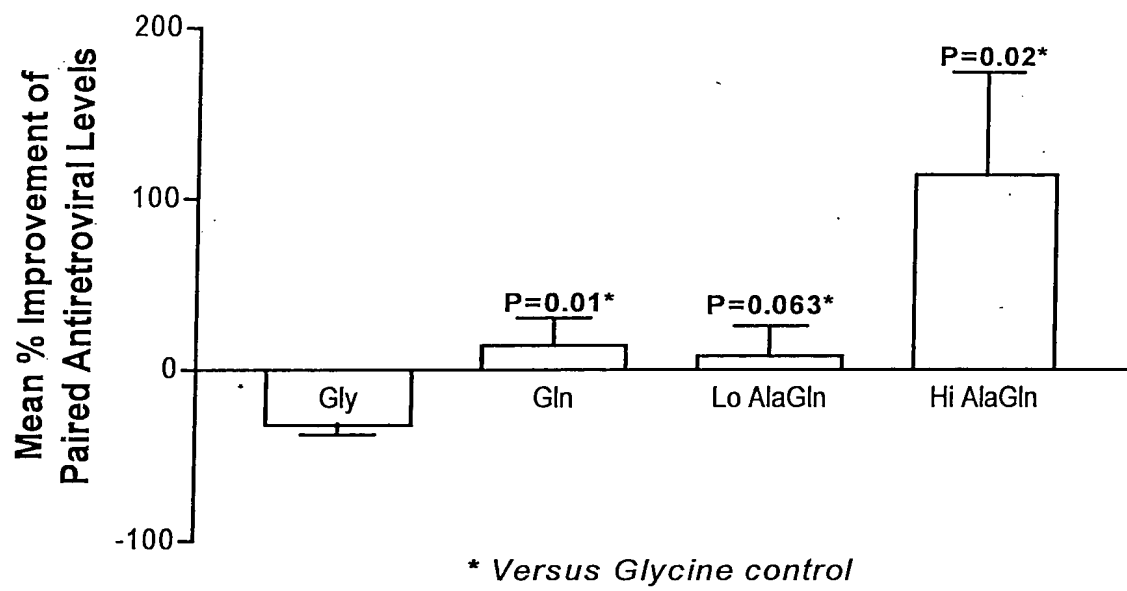 Mean % Improvement of
Paired Antiretroviral Levels
200
100
0
-100
P=0.02*
P=0.01*
P=0.063*
Gly
Gln
Lo AlaGln
Hi AlaGln
* Versus Glycine control